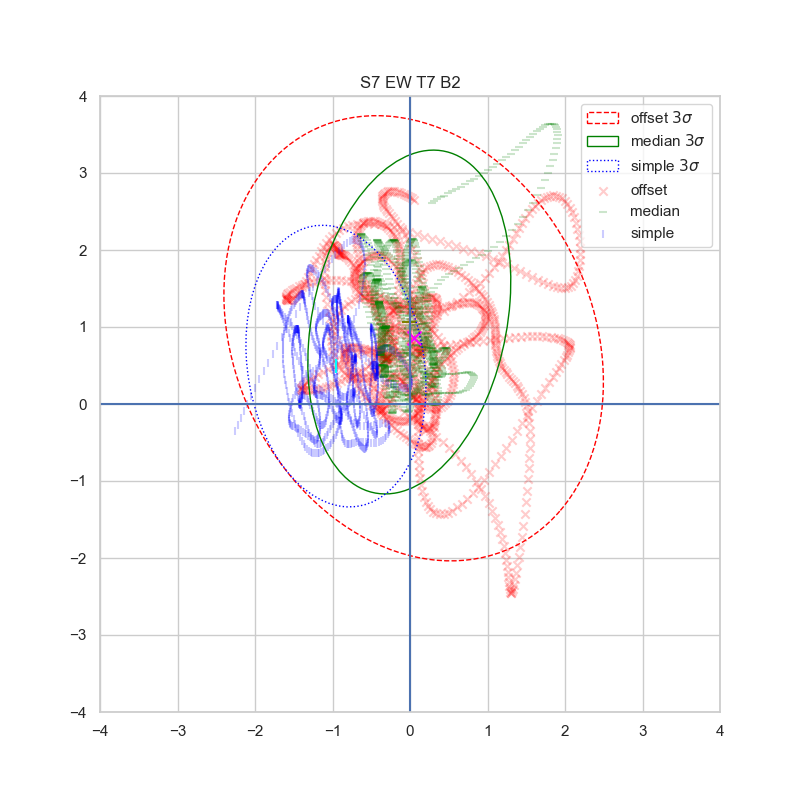 S7 EW T7 B2
offset 3σ
median 3σ
simple 3σ
offset
median
simple
4
3
2
1
0
−1
−2
−3
−4
−4 −3 −2 −1 0 1 2 3 4